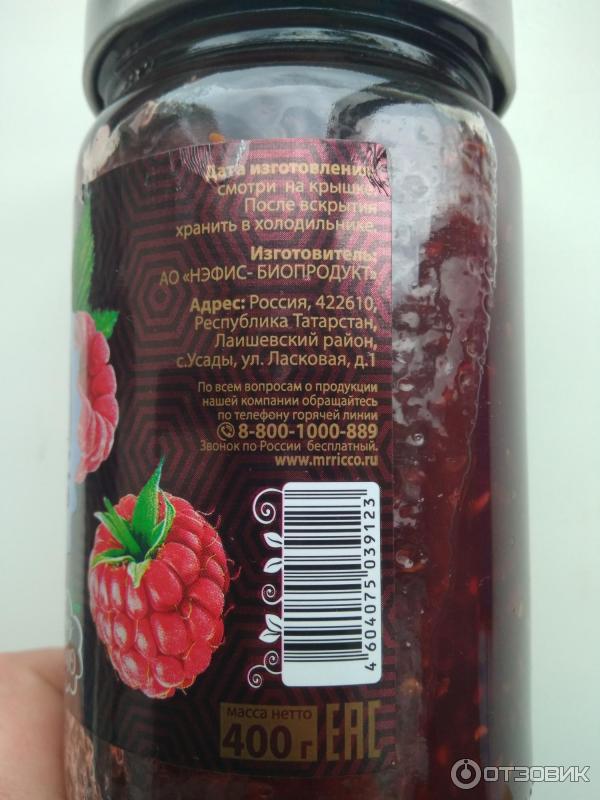 Дата изготовления:
смотри на крышке.
После вскрытия
хранить в холодильнике.
Изготовитель:
АО «НЭФИС- БИОПРОДУКТ»
Адрес: Россия, 422610,
Республика Татарстан,
Лаишевский район,
с.Усады, ул. Ласковая, д.1
По всем вопросам о продукции
нашей компании обращайтесь
по телефону горячей линии
8-800-1000-889
Звонок по России бесплатный.
www.mrricco.ru
4 604075 039123
масса нетто
400 г
EAC
ОТЗОВИК